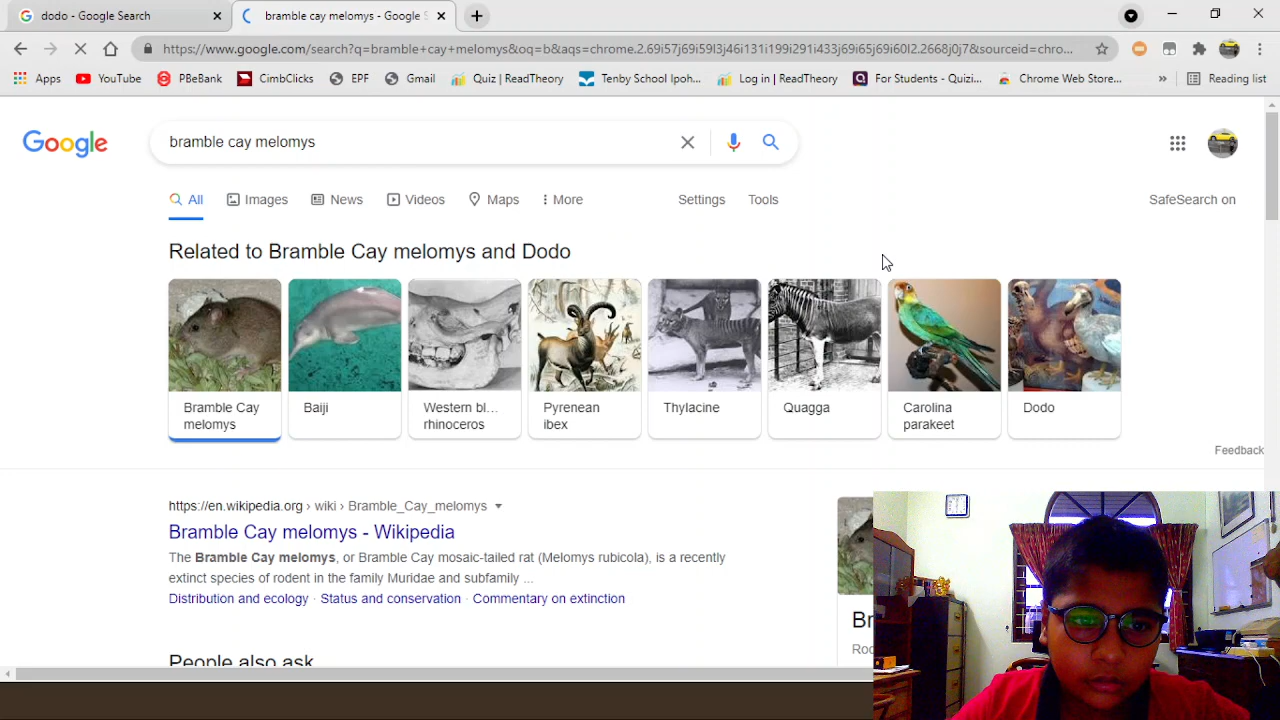 dodo - Google Search
bramble cay melomys - Google S
https://www.google.com/search?q=bramble+cay+melomys&oq=b&aqs=chrome.2.69i57j69i59l3j46i131i199i291i433j69i65j69i60l2.2668j0j7&sourceid=chro...
Apps YouTube PBeBank CimbClicks EPF Gmail Quiz | ReadTheory Tenby School Ipoh... Log in | ReadTheory For Students - Quizi... Chrome Web Store... » Reading list
Google
bramble cay melomys
All Images News Videos Maps More Settings Tools SafeSearch on
Related to Bramble Cay melomys and Dodo
Bramble Cay melomys
Baiji
Western bl... rhinoceros
Pyrenean ibex
Thylacine
Quagga
Carolina parakeet
Dodo
Feedback
https://en.wikipedia.org › wiki › Bramble_Cay_melomys
Bramble Cay melomys - Wikipedia
The Bramble Cay melomys, or Bramble Cay mosaic-tailed rat (Melomys rubicola), is a recently
extinct species of rodent in the family Muridae and subfamily ...
Distribution and ecology · Status and conservation · Commentary on extinction
People also ask